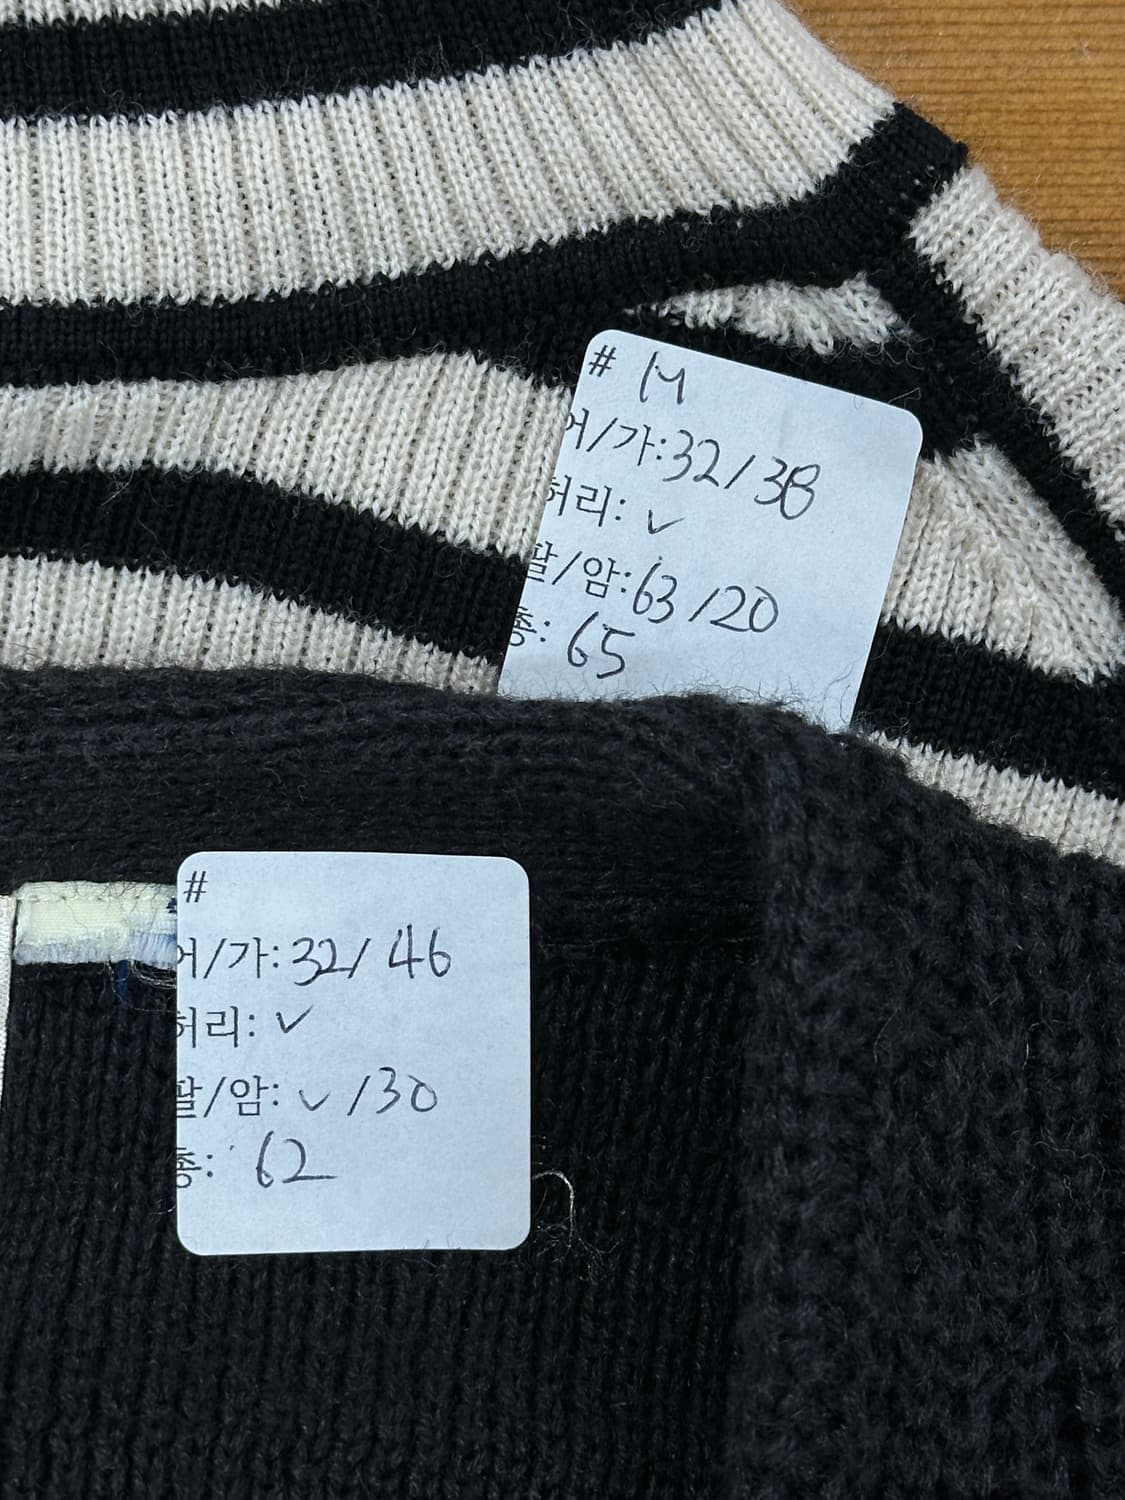 # M
어/가:32/38
허리: ✓
팔/암:63/20
총: 65
#
어/가:32/46
허리: ✓
팔/암: ✓/30
총: 62